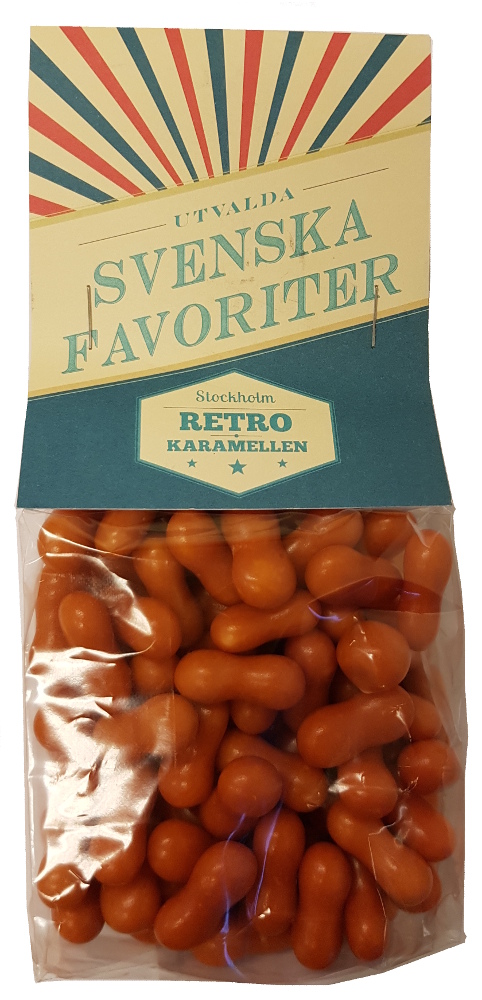 UTVALDA
SVENSKA
FAVORITER
Stockholm
RETRO
KARAMELLEN